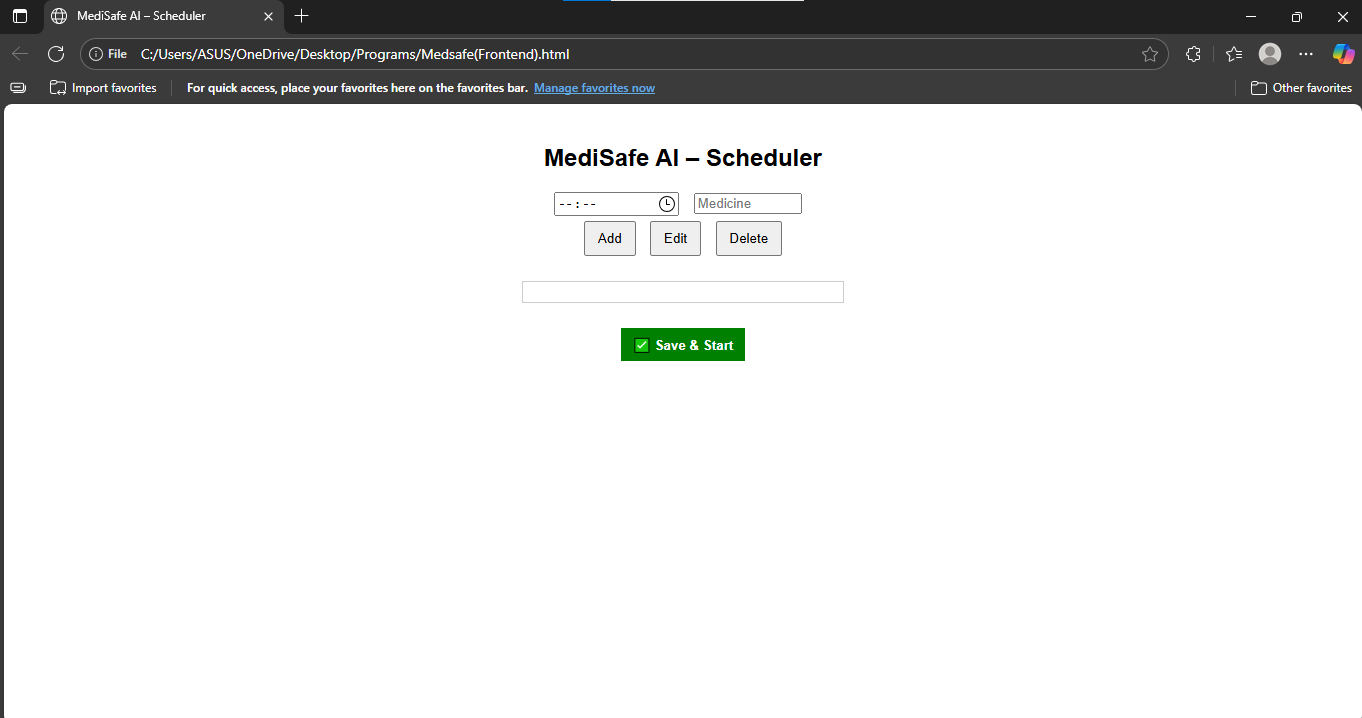 MediSafe AI – Scheduler
File C:/Users/ASUS/OneDrive/Desktop/Programs/Medsafe(Frontend).html
Import favorites For quick access, place your favorites here on the favorites bar. Manage favorites now Other favorites
MediSafe AI – Scheduler
--:-- Medicine
Add Edit Delete
✅ Save & Start